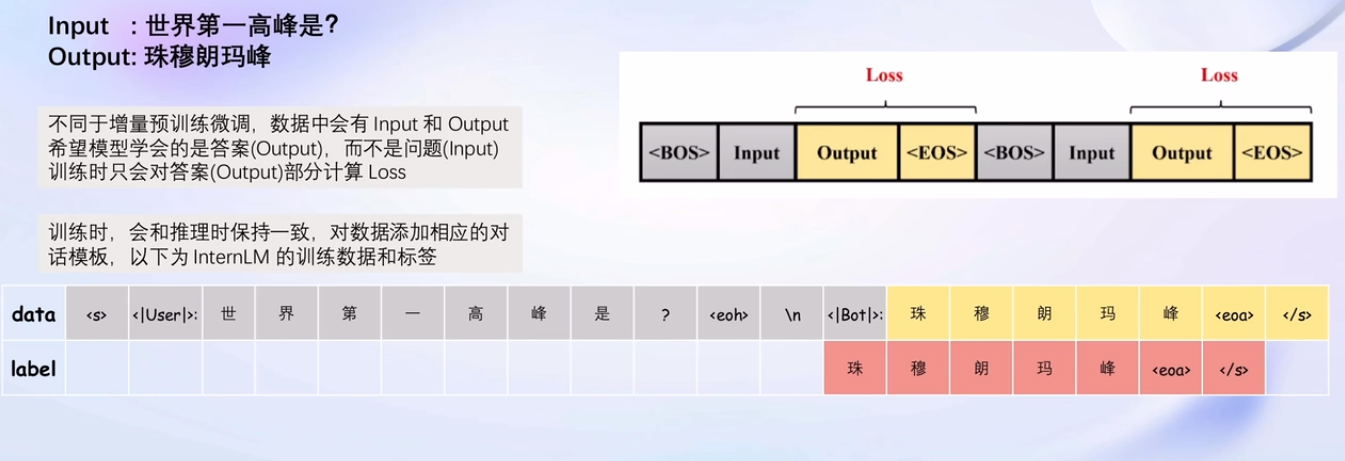 Input : 世界第一高峰是？
Output: 珠穆朗玛峰
不同于增量预训练微调，数据中会有 Input 和 Output
希望模型学会的是答案(Output)，而不是问题(Input)
训练时只会对答案(Output)部分计算 Loss
Loss Loss
<BOS> Input Output <EOS> <BOS> Input Output <EOS>
训练时，会和推理时保持一致，对数据添加相应的对
话模板，以下为 InternLM 的训练数据和标签
data <s> <|User|>: 世 界 第 一 高 峰 是 ? <eoh> \n <|Bot|>: 珠 穆 朗 玛 峰 <eoa> </s>
label 珠 穆 朗 玛 峰 <eoa> </s>